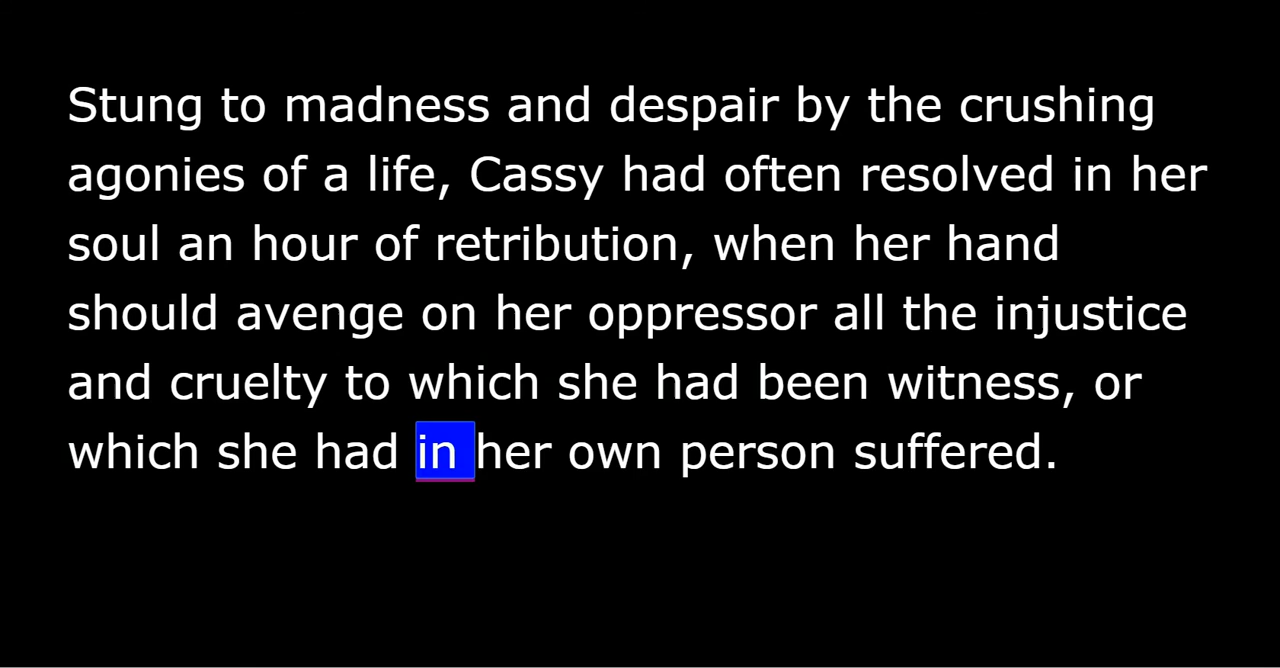 Stung to madness and despair by the crushing
agonies of a life, Cassy had often resolved in her
soul an hour of retribution, when her hand
should avenge on her oppressor all the injustice
and cruelty to which she had been witness, or
which she had in her own person suffered.